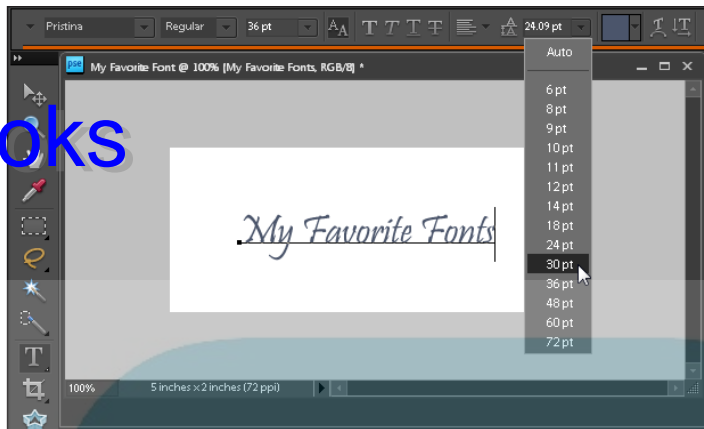 Pristina Regular 36 pt AA T T T T 24.09 pt T T
Auto
pse My Favorite Font @ 100% [My Favorite Fonts, RGB/8] *
6 pt
8 pt
9 pt
10 pt
11 pt
12 pt
14 pt
18 pt
24 pt
30 pt
36 pt
48 pt
60 pt
72 pt
oks
My Favorite Fonts
T
100% 5 inches x 2 inches (72 ppi)